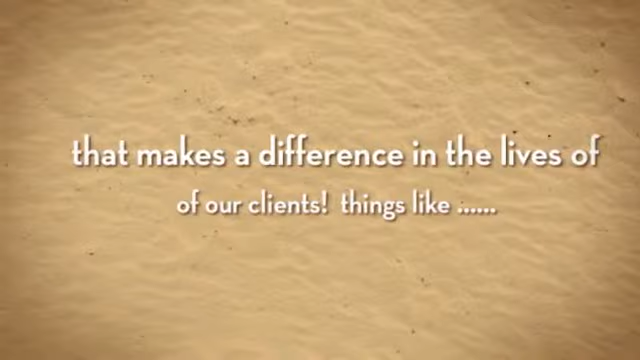 that makes a difference in the lives of
of our clients!  things like ......